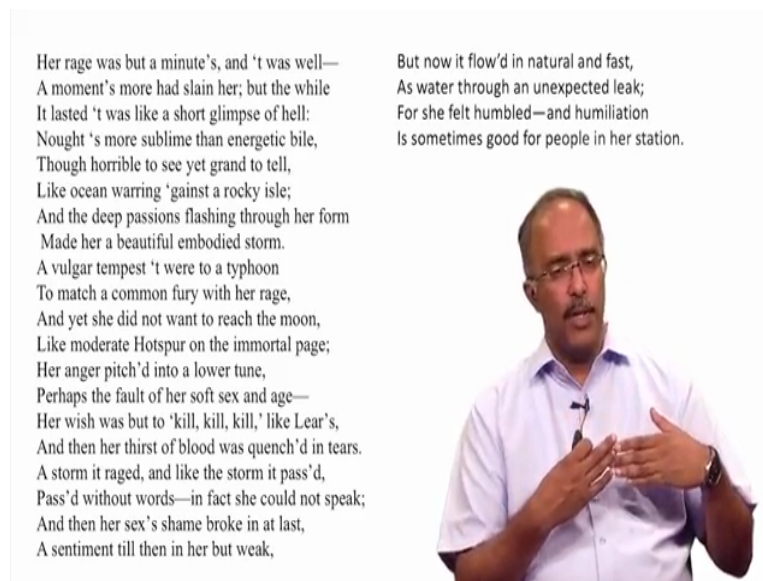 Her rage was but a minute's, and ‘t was well—
A moment's more had slain her; but the while
It lasted ‘t was like a short glimpse of hell:
Nought ‘s more sublime than energetic bile,
Though horrible to see yet grand to tell,
Like ocean warring ‘gainst a rocky isle;
And the deep passions flashing through her form
Made her a beautiful embodied storm.
A vulgar tempest ‘t were to a typhoon
To match a common fury with her rage,
And yet she did not want to reach the moon,
Like moderate Hotspur on the immortal page;
Her anger pitch’d into a lower tune,
Perhaps the fault of her soft sex and age—
Her wish was but to ‘kill, kill, kill,’ like Lear’s,
And then her thirst of blood was quench’d in tears.
A storm it raged, and like the storm it pass’d,
Pass’d without words—in fact she could not speak;
And then her sex’s shame broke in at last,
A sentiment till then in her but weak,
But now it flow’d in natural and fast,
As water through an unexpected leak;
For she felt humbled—and humiliation
Is sometimes good for people in her station.